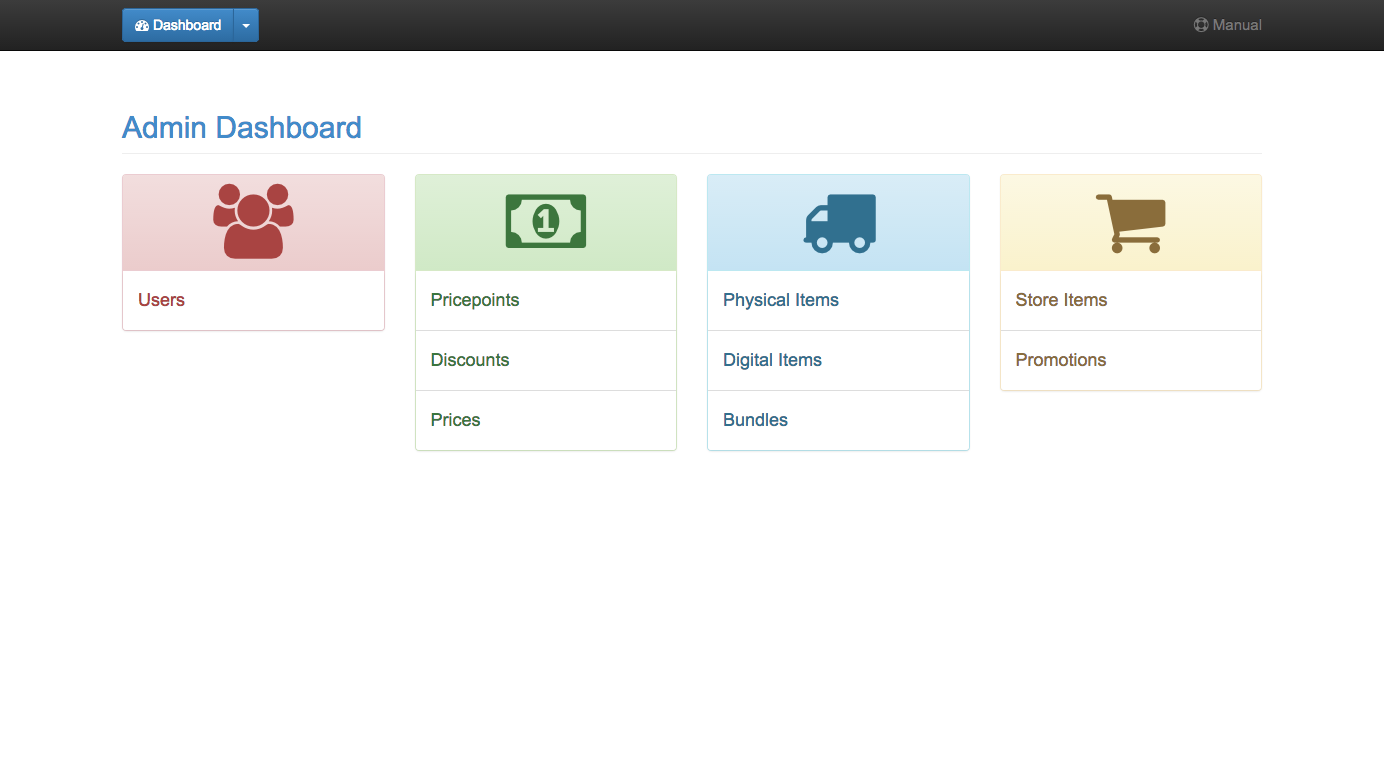 Dashboard
Manual
Admin Dashboard
1
Users
Pricepoints
Discounts
Prices
Physical Items
Digital Items
Bundles
Store Items
Promotions